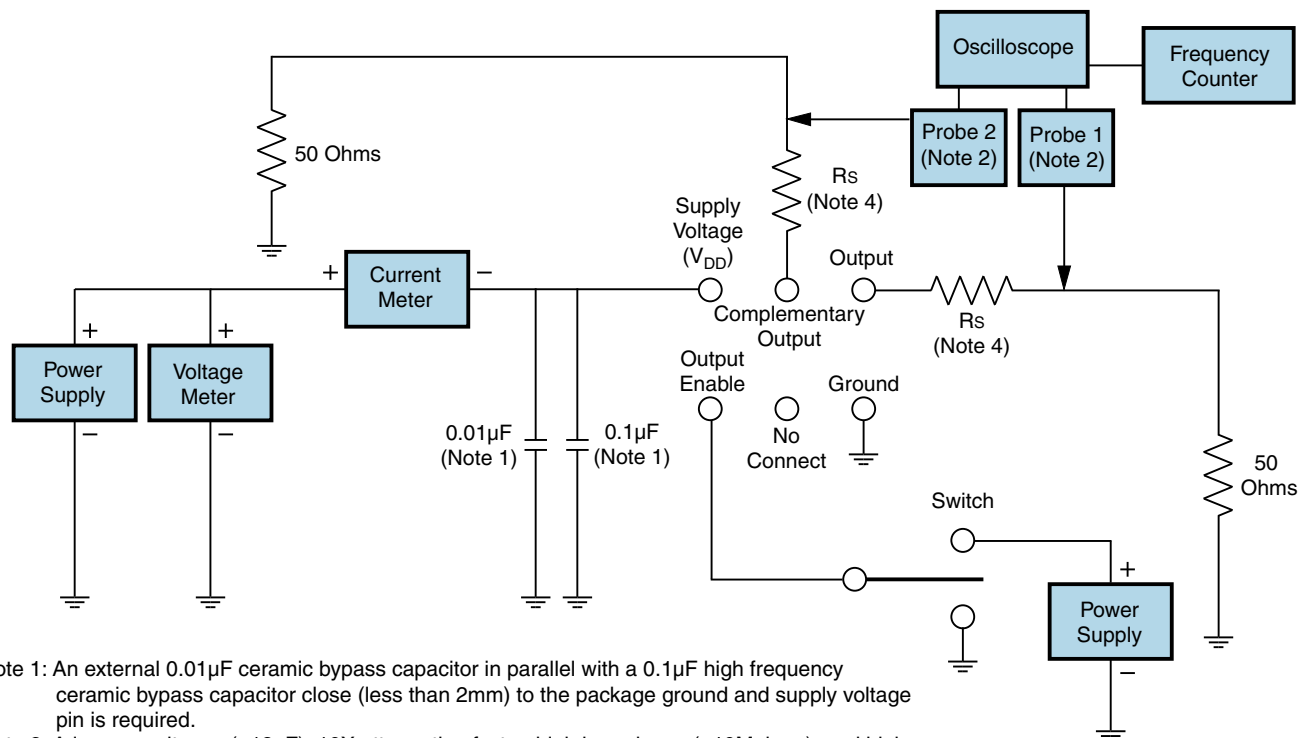 Oscilloscope
Frequency
Counter
Probe 2
(Note 2)
Probe 1
(Note 2)
50 Ohms
Rs
(Note 4)
Supply
Voltage
(VDD)
Output
+
Current
Meter
–
Complementary
Output
Rs
(Note 4)
+
Power
Supply
–
+
Voltage
Meter
–
Output
Enable
Ground
0.01µF
(Note 1)
0.1µF
(Note 1)
No
Connect
50
Ohms
Switch
+
Power
Supply
–
ote 1: An external 0.01µF ceramic bypass capacitor in parallel with a 0.1µF high frequency
ceramic bypass capacitor close (less than 2mm) to the package ground and supply voltage
pin is required.